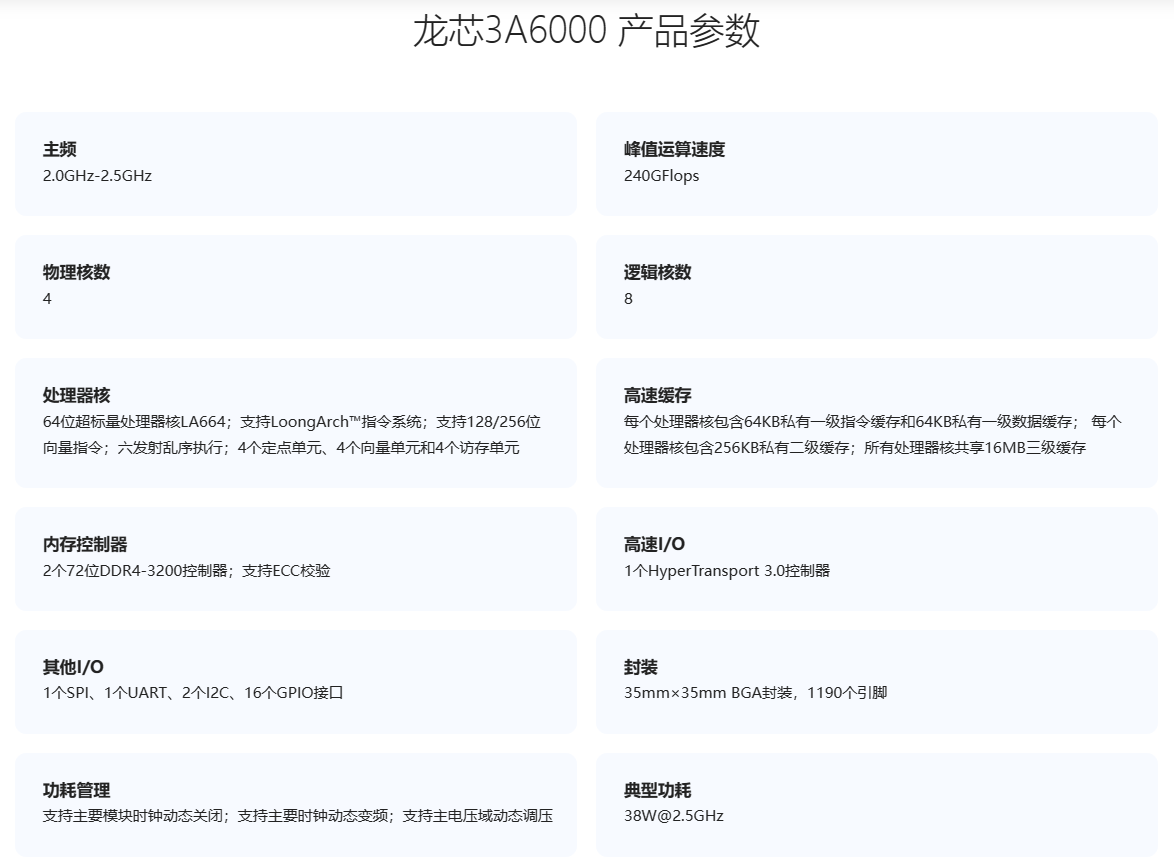 龙芯3A6000 产品参数
主频
2.0GHz-2.5GHz
峰值运算速度
240GFlops
物理核数
4
逻辑核数
8
处理器核
64位超标量处理器核LA664；支持LoongArch™指令系统；支持128/256位
向量指令；六发射乱序执行；4个定点单元、4个向量单元和4个访存单元
高速缓存
每个处理器核包含64KB私有一级指令缓存和64KB私有一级数据缓存； 每个
处理器核包含256KB私有二级缓存；所有处理器核共享16MB三级缓存
内存控制器
2个72位DDR4-3200控制器；支持ECC校验
高速I/O
1个HyperTransport 3.0控制器
其他I/O
1个SPI、1个UART、2个I2C、16个GPIO接口
封装
35mm×35mm BGA封装，1190个引脚
功耗管理
支持主要模块时钟动态关闭；支持主要时钟动态变频；支持主电压域动态调压
典型功耗
38W@2.5GHz